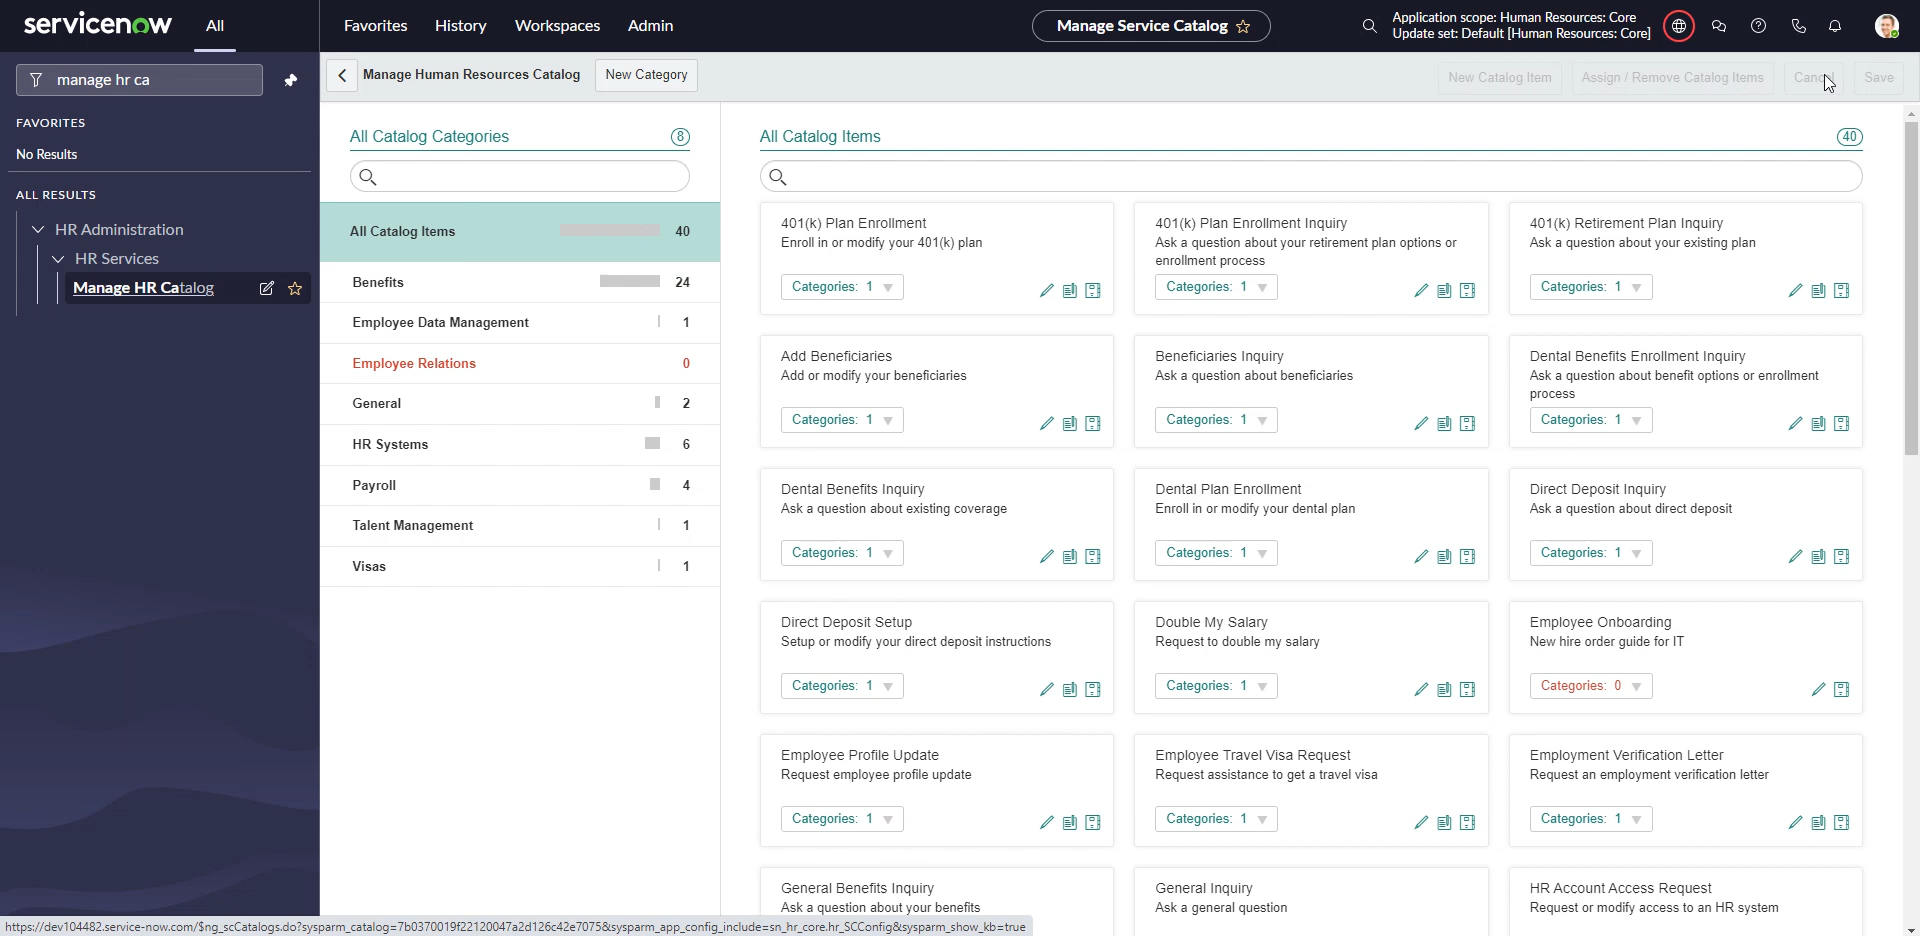 servicenow
All
Favorites
History
Workspaces
Admin
Manage Service Catalog
Application scope: Human Resources: Core
Update set: Default [Human Resources: Core]
manage hr ca
FAVORITES
No Results
ALL RESULTS
HR Administration
HR Services
Manage HR Catalog
Manage Human Resources Catalog
New Category
New Catalog Item
Assign / Remove Catalog Items
Cancel
Save
All Catalog Categories
8
All Catalog Items 40
Benefits 24
Employee Data Management 1
Employee Relations 0
General 2
HR Systems 6
Payroll 4
Talent Management 1
Visas 1
All Catalog Items
40
401(k) Plan Enrollment
Enroll in or modify your 401(k) plan
Categories: 1
401(k) Plan Enrollment Inquiry
Ask a question about your retirement plan options or
enrollment process
Categories: 1
401(k) Retirement Plan Inquiry
Ask a question about your existing plan
Categories: 1
Add Beneficiaries
Add or modify your beneficiaries
Categories: 1
Beneficiaries Inquiry
Ask a question about beneficiaries
Categories: 1
Dental Benefits Enrollment Inquiry
Ask a question about benefit options or enrollment
process
Categories: 1
Dental Benefits Inquiry
Ask a question about existing coverage
Categories: 1
Dental Plan Enrollment
Enroll in or modify your dental plan
Categories: 1
Direct Deposit Inquiry
Ask a question about direct deposit
Categories: 1
Direct Deposit Setup
Setup or modify your direct deposit instructions
Categories: 1
Double My Salary
Request to double my salary
Categories: 1
Employee Onboarding
New hire order guide for IT
Categories: 0
Employee Profile Update
Request employee profile update
Categories: 1
Employee Travel Visa Request
Request assistance to get a travel visa
Categories: 1
Employment Verification Letter
Request an employment verification letter
Categories: 1
General Benefits Inquiry
Ask a question about your benefits
General Inquiry
Ask a general question
HR Account Access Request
Request or modify access to an HR system
https://dev104482.service-now.com/$ng_scCatalogs.do?sysparm_catalog=7b0370019f22120047a2d126c42e7075&sysparm_app_config_include=sn_hr_core.hr_SCConfig&sysparm_show_kb=true